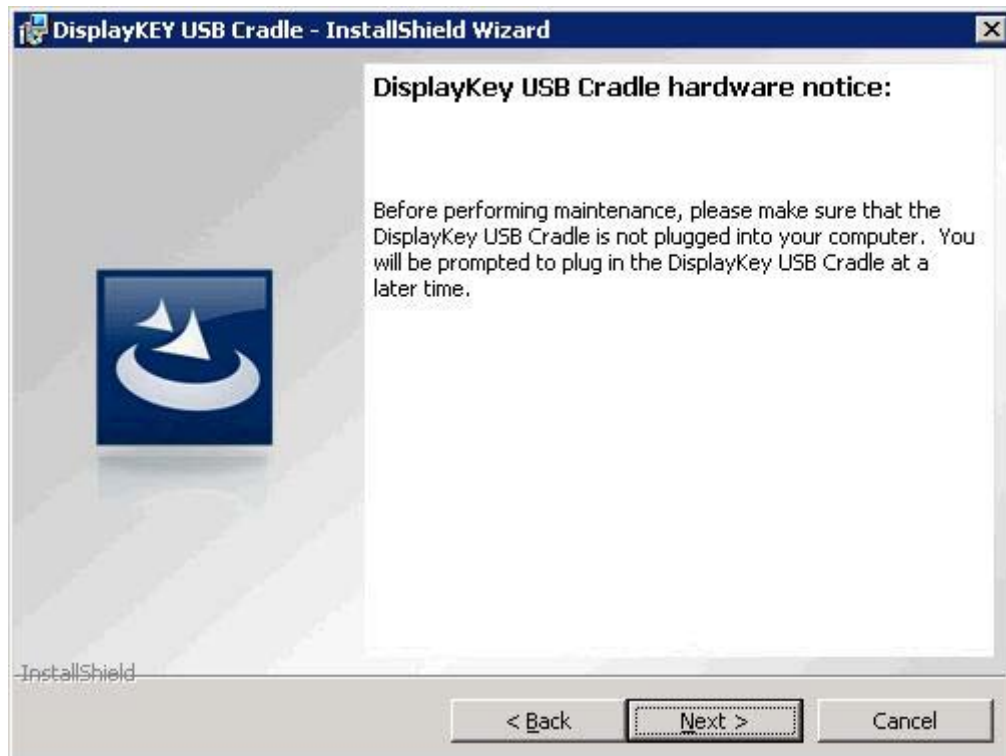 DisplayKEY USB Cradle - InstallShield Wizard
DisplayKey USB Cradle hardware notice:
Before performing maintenance, please make sure that the
DisplayKey USB Cradle is not plugged into your computer.  You
will be prompted to plug in the DisplayKey USB Cradle at a
later time.
InstallShield
< Back
Next >
Cancel